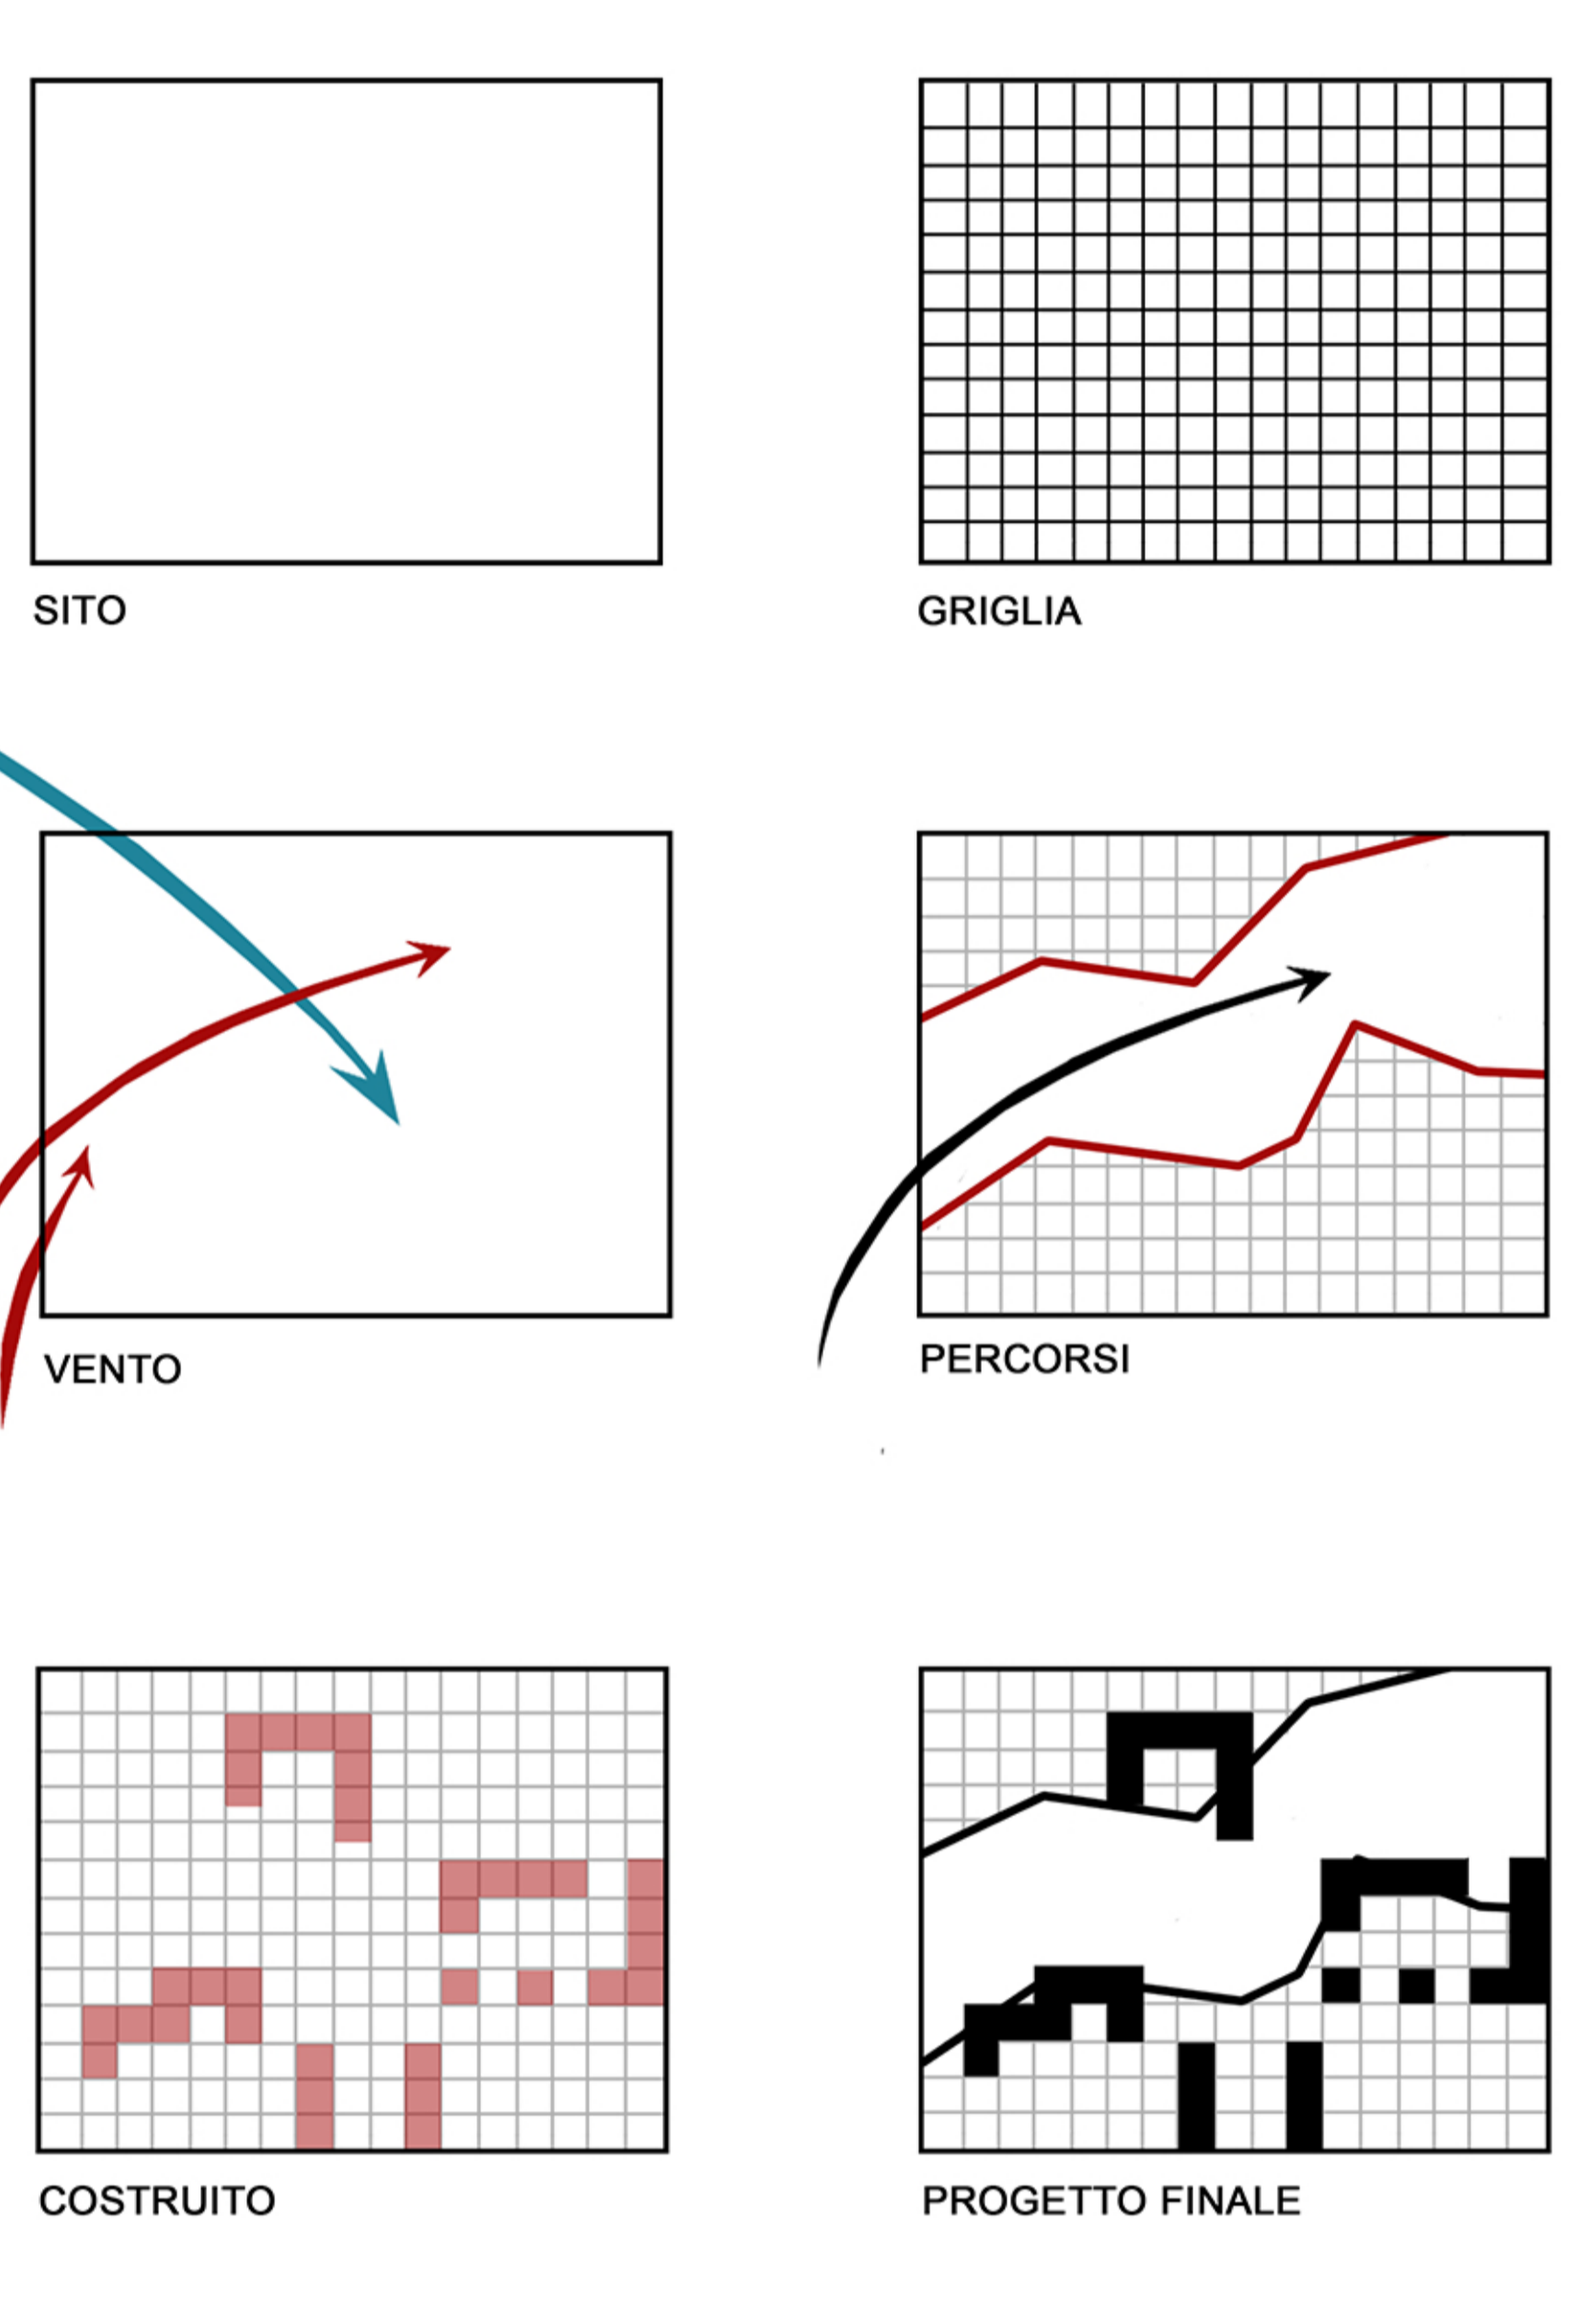 SITO
GRIGLIA
VENTO
PERCORSI
COSTRUITO
PROGETTO FINALE